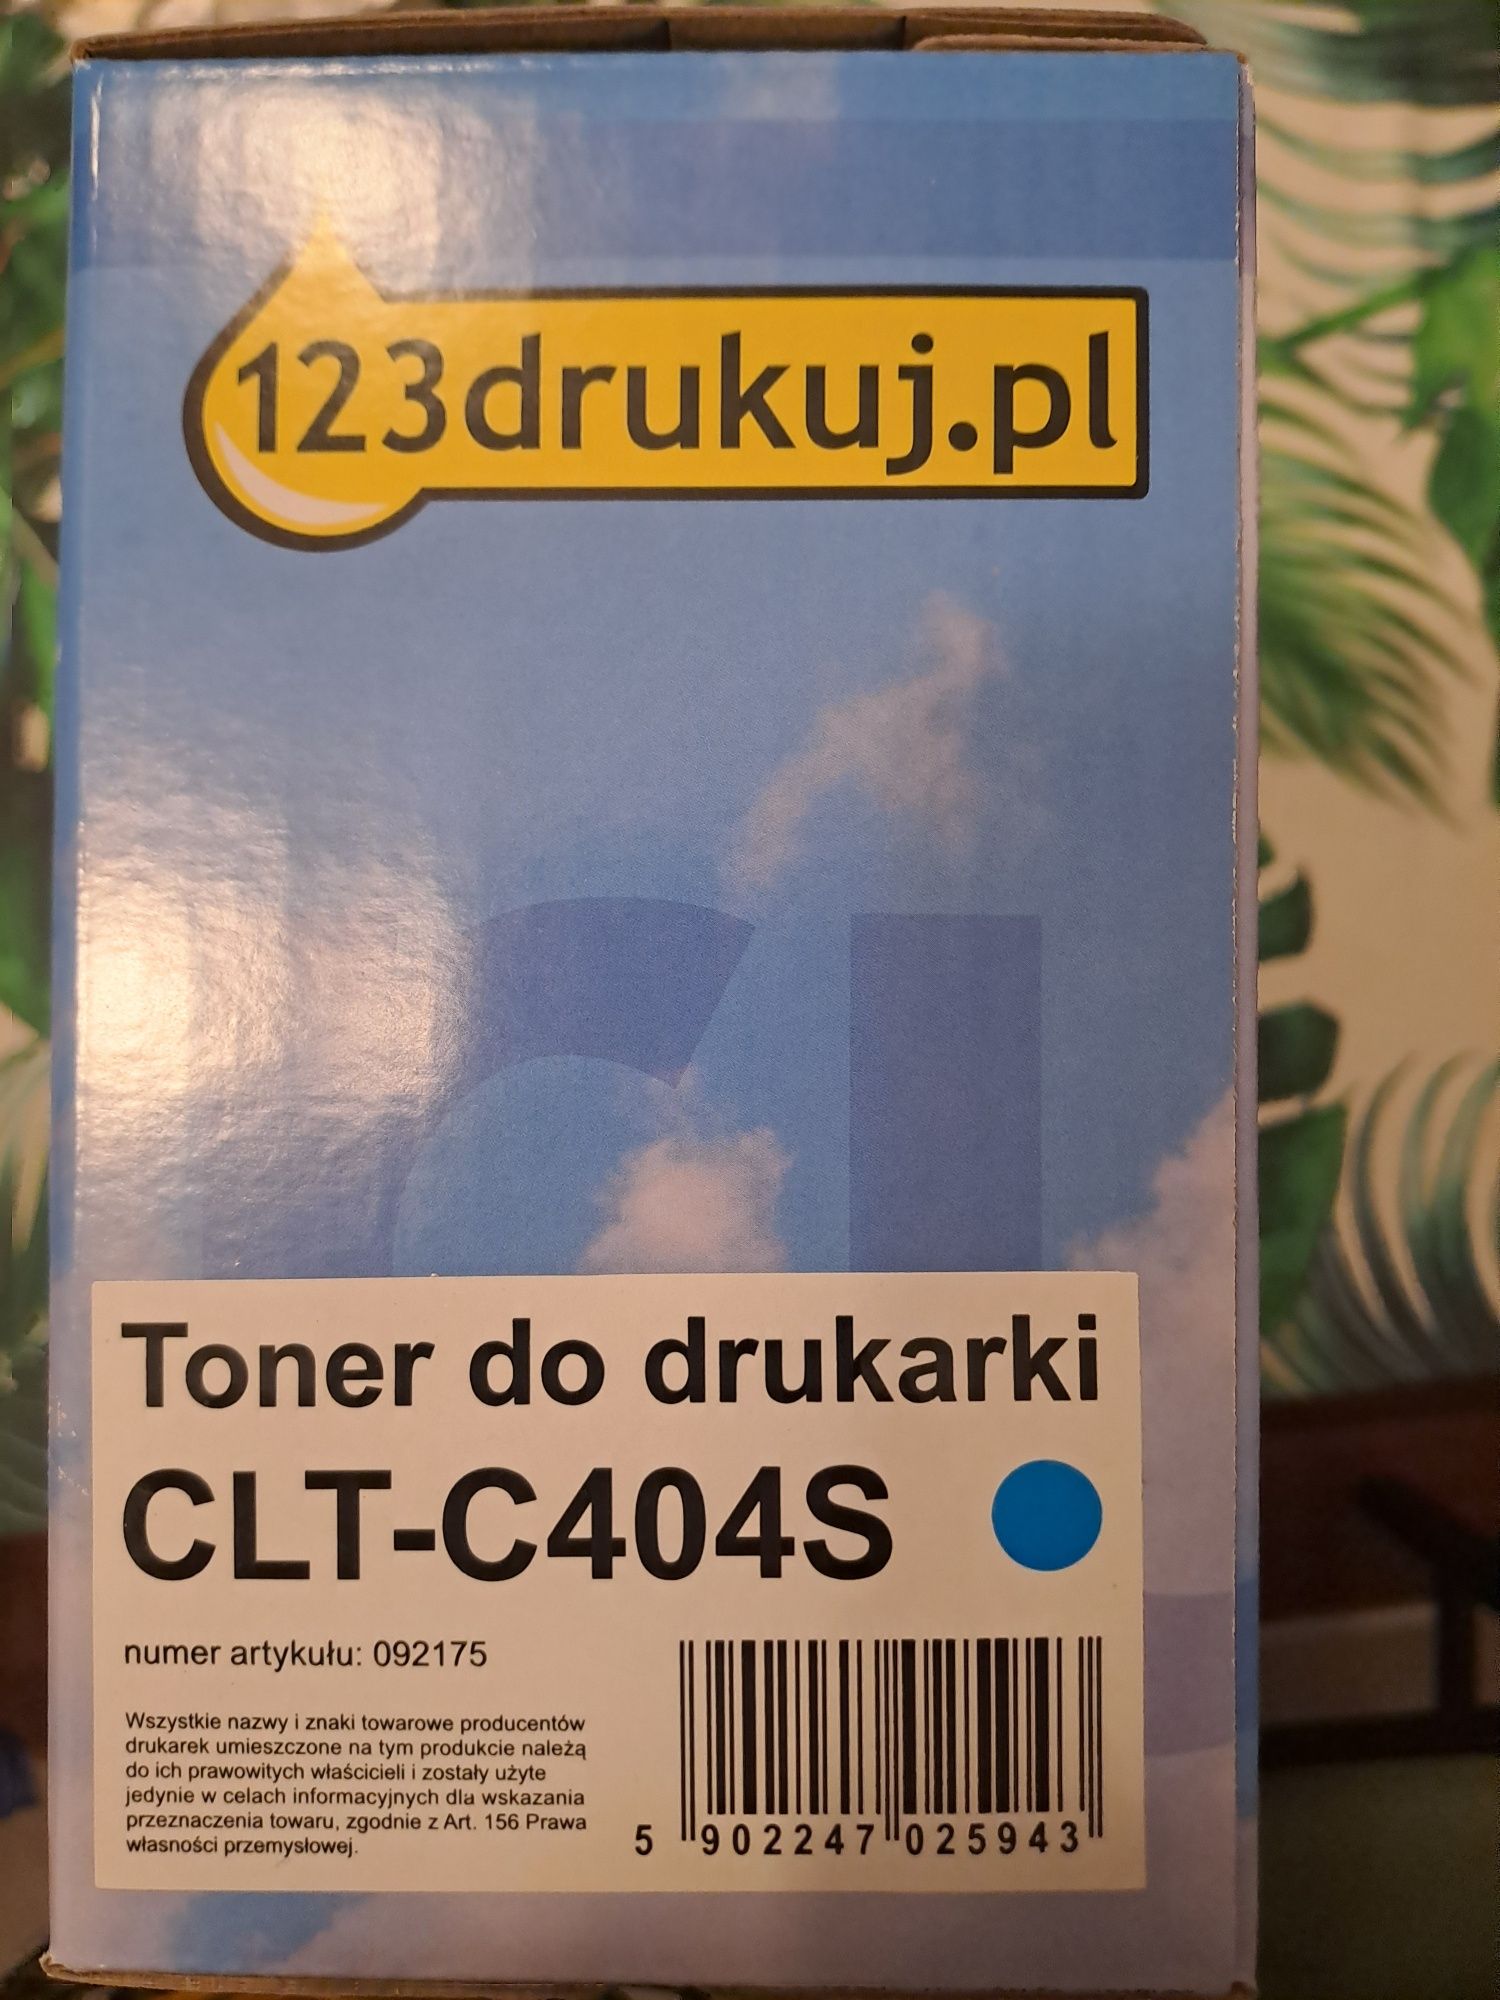 123drukuj.pl
Toner do drukarki
CLT-C404S
numer artykułu: 092175
Wszystkie nazwy i znaki towarowe producentów
drukarek umieszczone na tym produkcie należą
do ich prawowitych właścicieli i zostały użyte
jedynie w celach informacyjnych dla wskazania
przeznaczenia towaru, zgodnie z Art. 156 Prawa
własności przemysłowej.
5 902247 025943